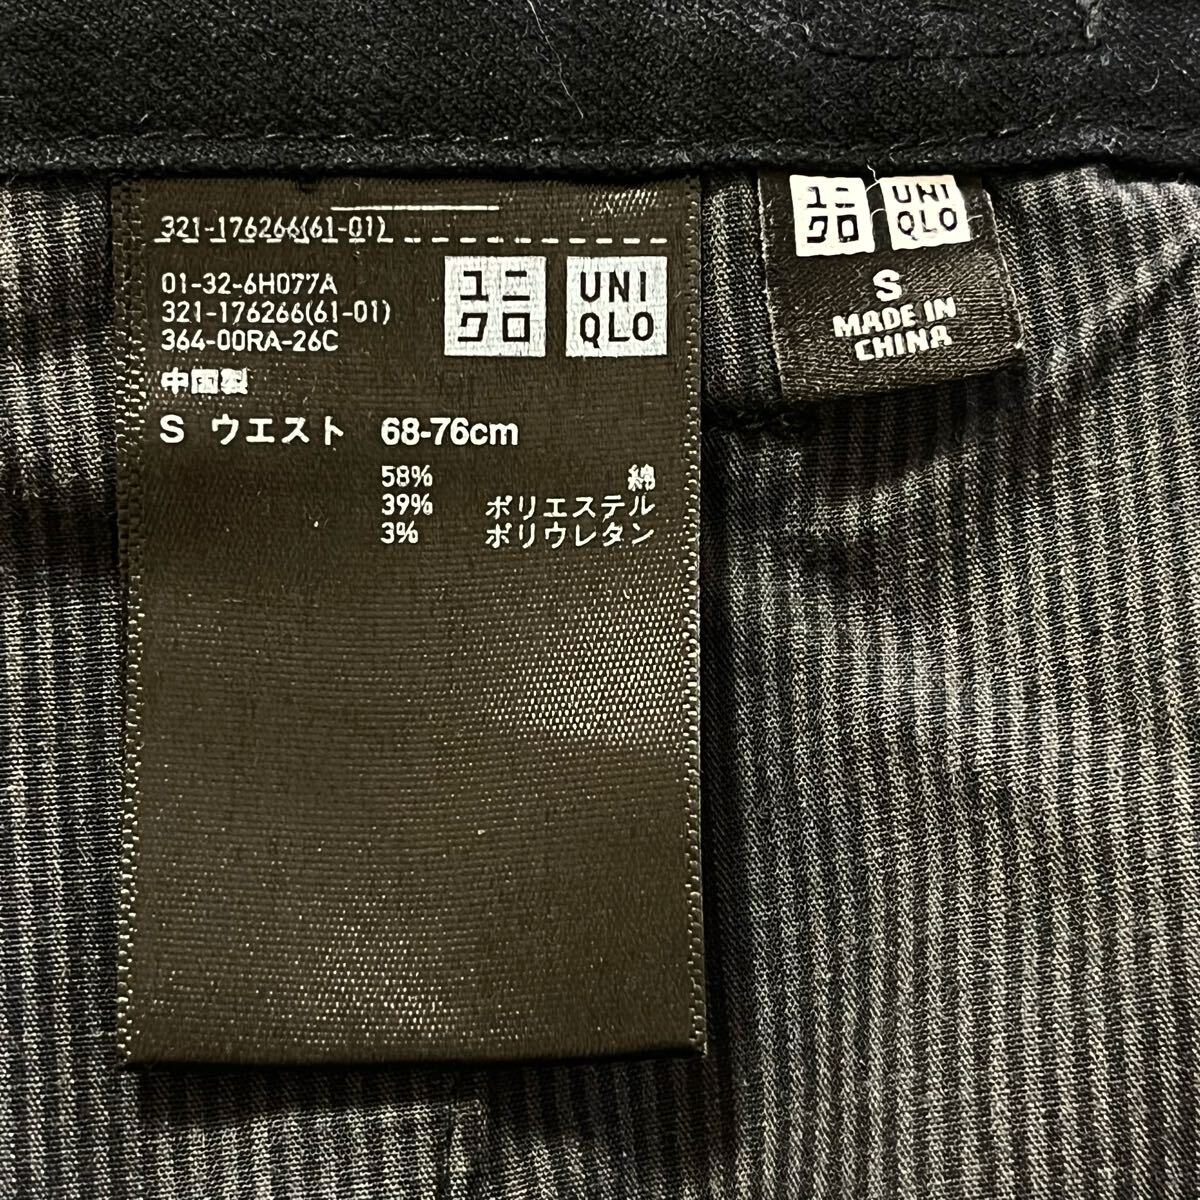 321-176266(61-01)
01-32-6H077A
321-176266(61-01)
364-00RA-26C
ユニ
クロ
UNI
QLO
中国製
S ウエスト 68-76cm
58% 綿
39% ポリエステル
3% ポリウレタン
ユニ
クロ
UNI
QLO
S
MADE IN
CHINA